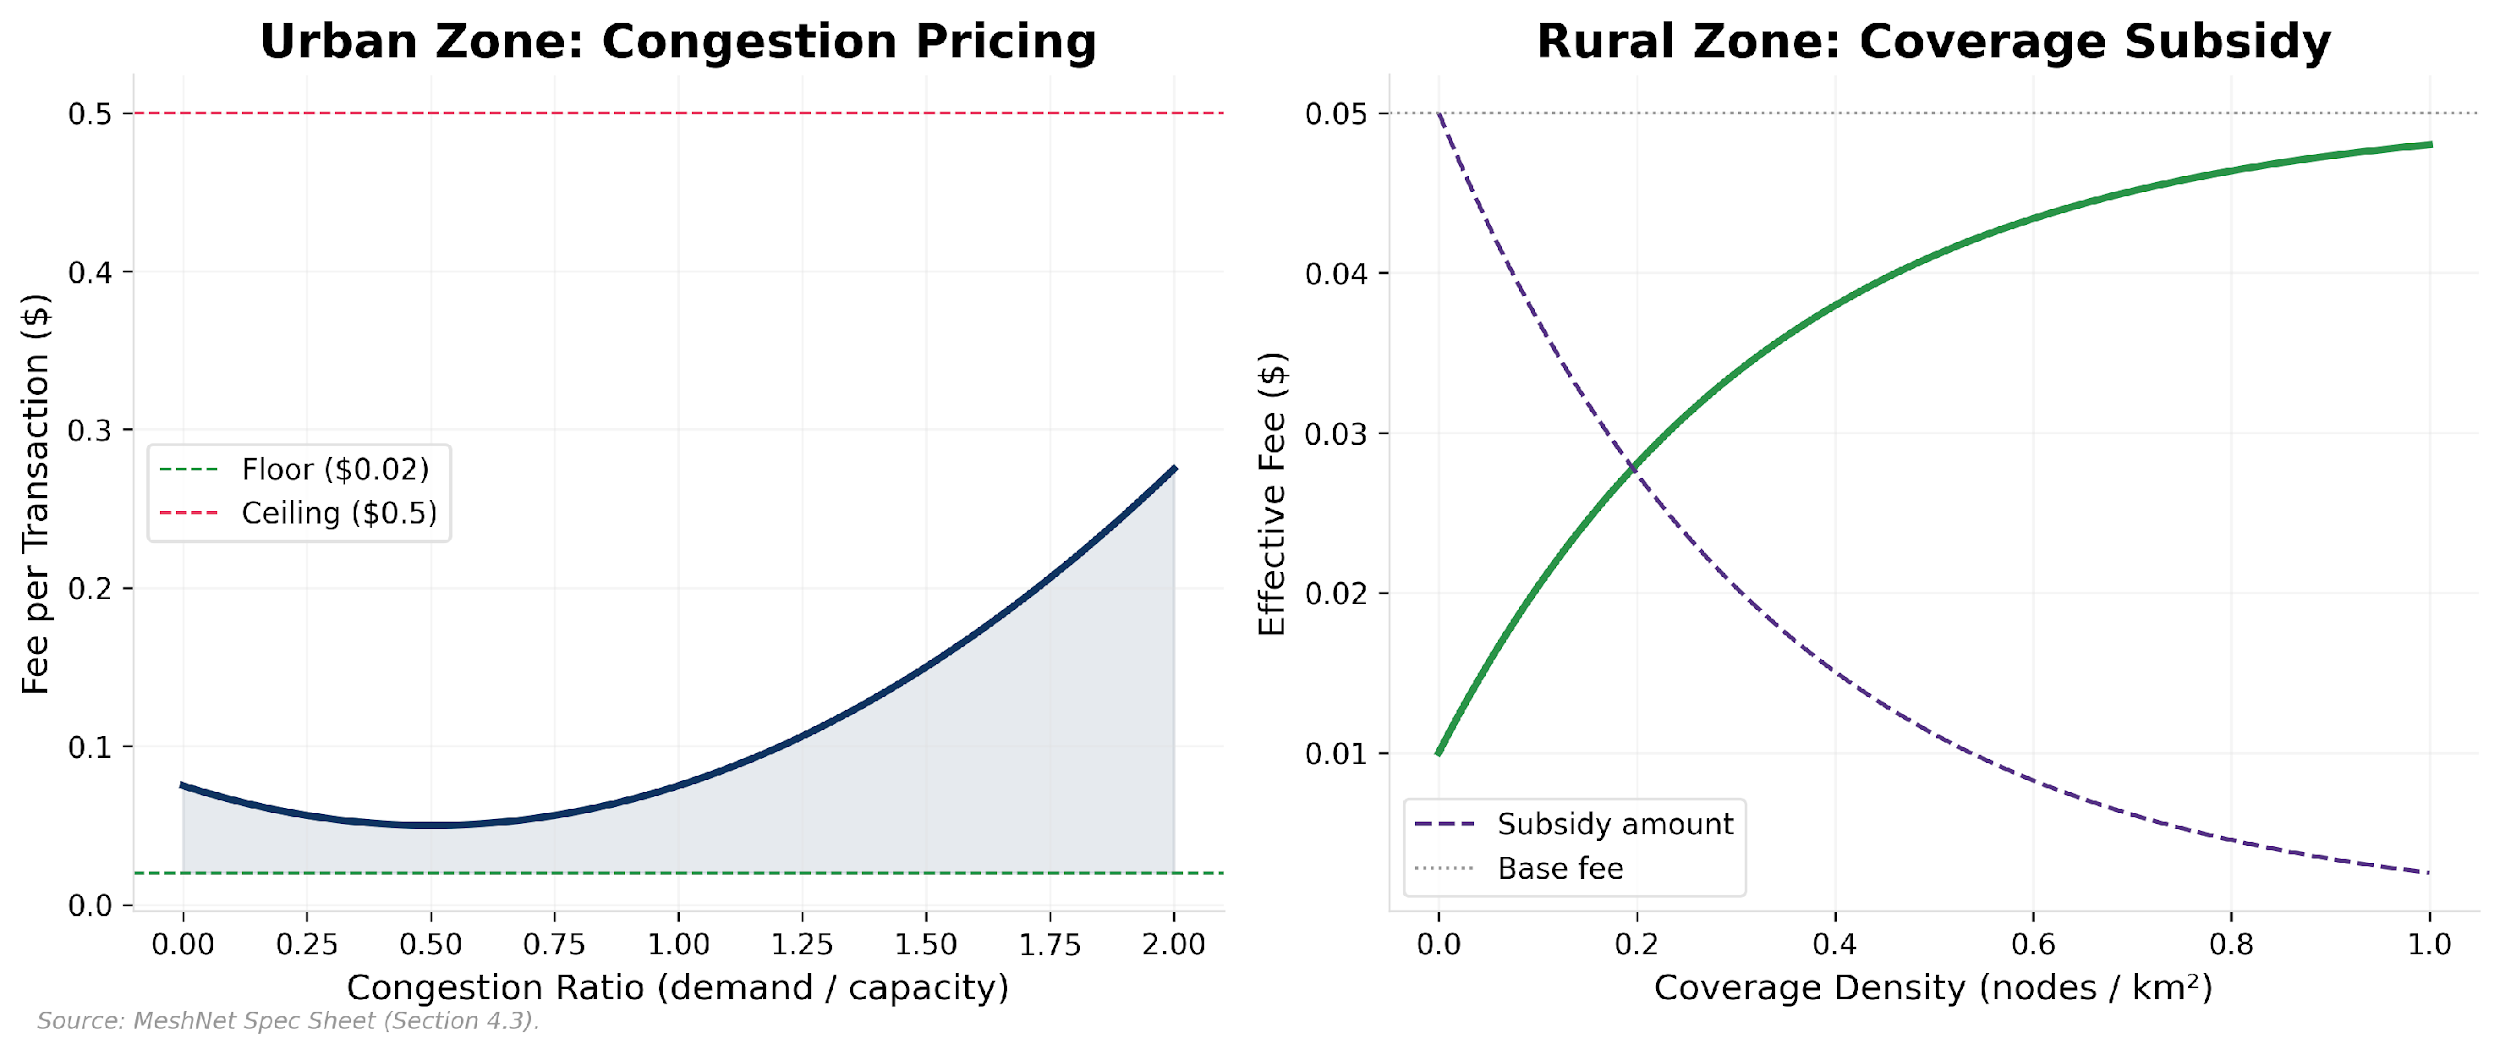 Urban Zone: Congestion Pricing
Fee per Transaction ($)
0.5
0.4
0.3
0.2
0.1
0.0
Floor ($0.02)
Ceiling ($0.5)
0.00 0.25 0.50 0.75 1.00 1.25 1.50 1.75 2.00
Congestion Ratio (demand / capacity)
Rural Zone: Coverage Subsidy
Effective Fee ($)
0.05
0.04
0.03
0.02
0.01
Subsidy amount
Base fee
0.0 0.2 0.4 0.6 0.8 1.0
Coverage Density (nodes / km²)
Source: MeshNet Spec Sheet (Section 4.3).